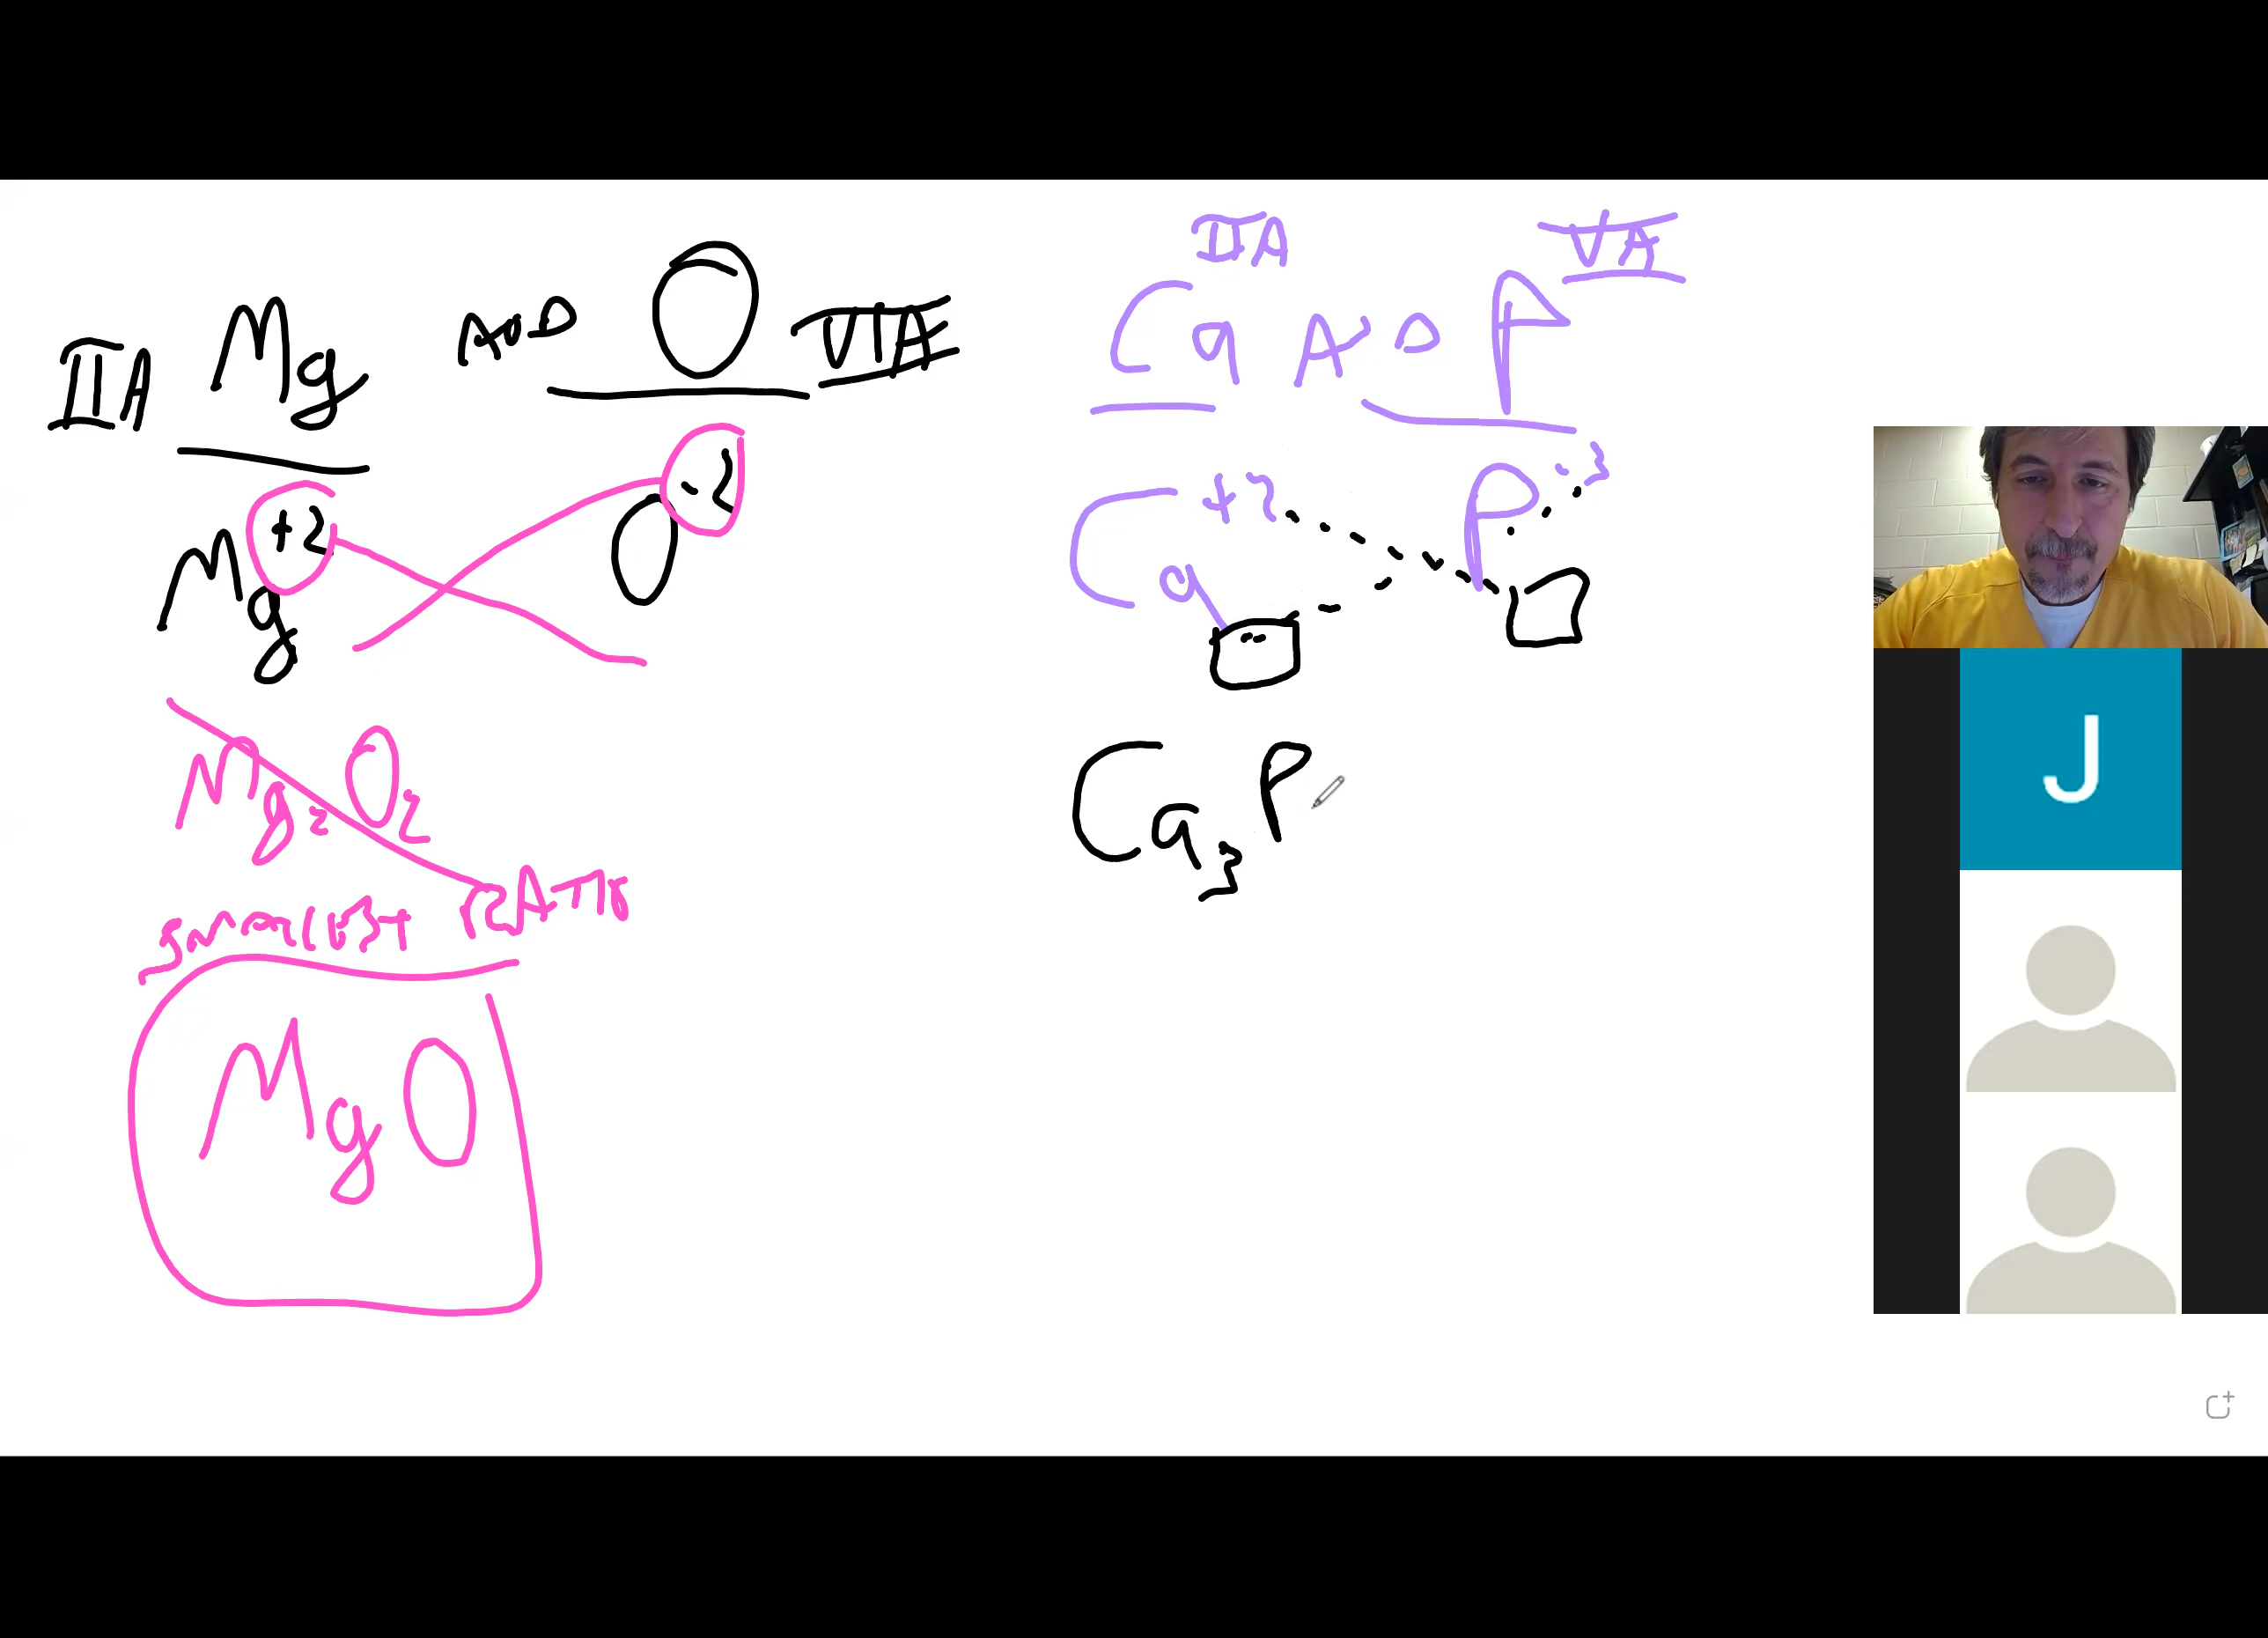 IIA Mg AND O VIA
Mg+2 O-2
Mg2O2
smallest RATIO
MgO
IIA VA
Ca AND P
Ca+2 P-3
Ca3P
J